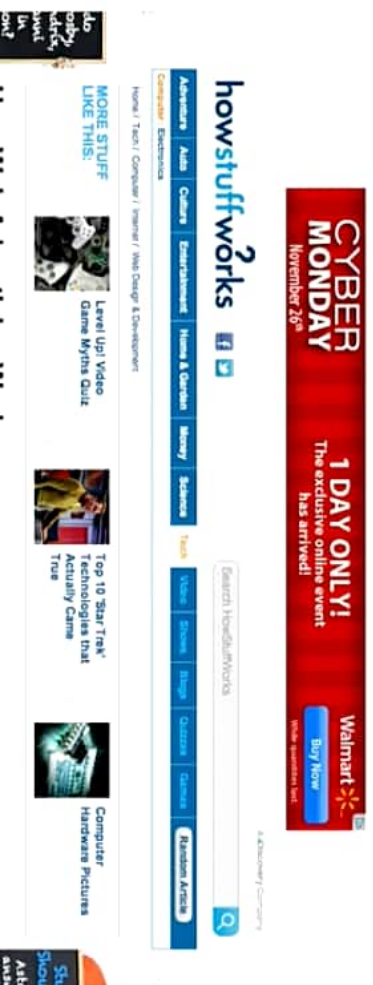 CYBER
MONDAY
November 26th
1 DAY ONLY!
The exclusive online event
has arrived!
Walmart
Buy Now
While quantities last.
A Discovery Company
howstuffworks
Search HowStuffWorks
Adventure Auto Culture Entertainment Home & Garden Money Science Tech Video Shows Blogs Quizzes Games Random Article
Computer Electronics
Home / Tech / Computer / Internet / Web Design & Development
MORE STUFF
LIKE THIS:
Level Up! Video
Game Myths Quiz
Top 10 'Star Trek'
Technologies that
Actually Came
True
Computer
Hardware Pictures
do
in